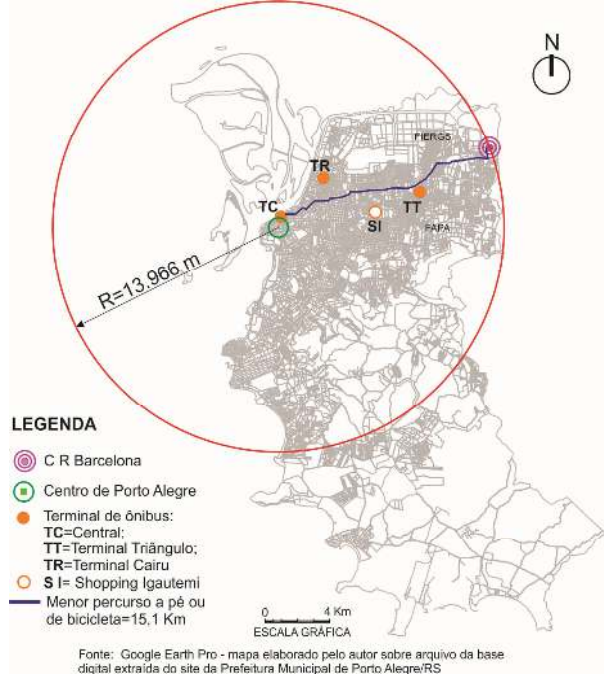 N
FIERGS
TR
TC
TT
SI
FAPA
R=13.966 m
LEGENDA
C R Barcelona
Centro de Porto Alegre
Terminal de ônibus:
TC=Central;
TT=Terminal Triângulo;
TR=Terminal Cairu
S I= Shopping Igautemi
Menor percurso a pé ou
de bicicleta=15.1 Km
0 4 Km
ESCALA GRÁFICA
Fonte: Google Earth Pro - mapa elaborado pelo autor sobre arquivo da base
digital extraída do site da Prefeitura Municipal de Porto Alegre/RS